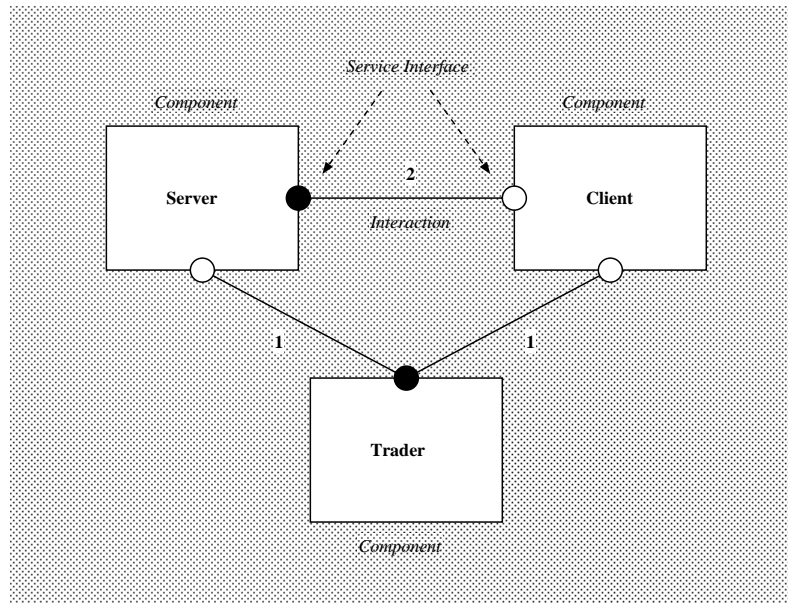 Service Interface
Component
Component
2
Server
Client
Interaction
1
1
Trader
Component